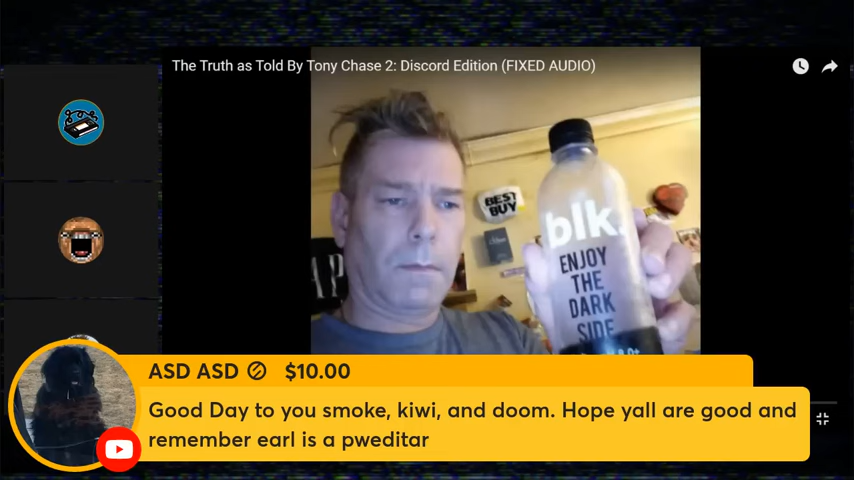 The Truth as Told By Tony Chase 2: Discord Edition (FIXED AUDIO)
BEST
BUY
blk.
ENJOY
THE
DARK
SIDE
ASD ASD $10.00
Good Day to you smoke, kiwi, and doom. Hope yall are good and
remember earl is a pweditar